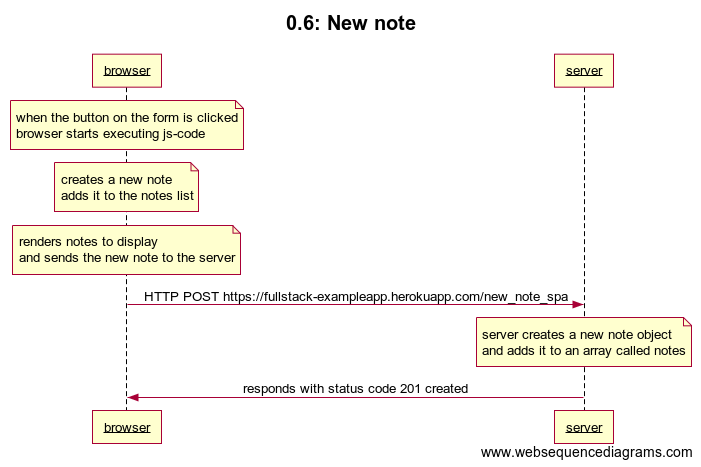 0.6: New note
browser
server
when the button on the form is clicked
browser starts executing js-code
creates a new note
adds it to the notes list
renders notes to display
and sends the new note to the server
HTTP POST https://fullstack-exampleapp.herokuapp.com/new_note_spa
server creates a new note object
and adds it to an array called notes
responds with status code 201 created
browser
server
www.websequencediagrams.com